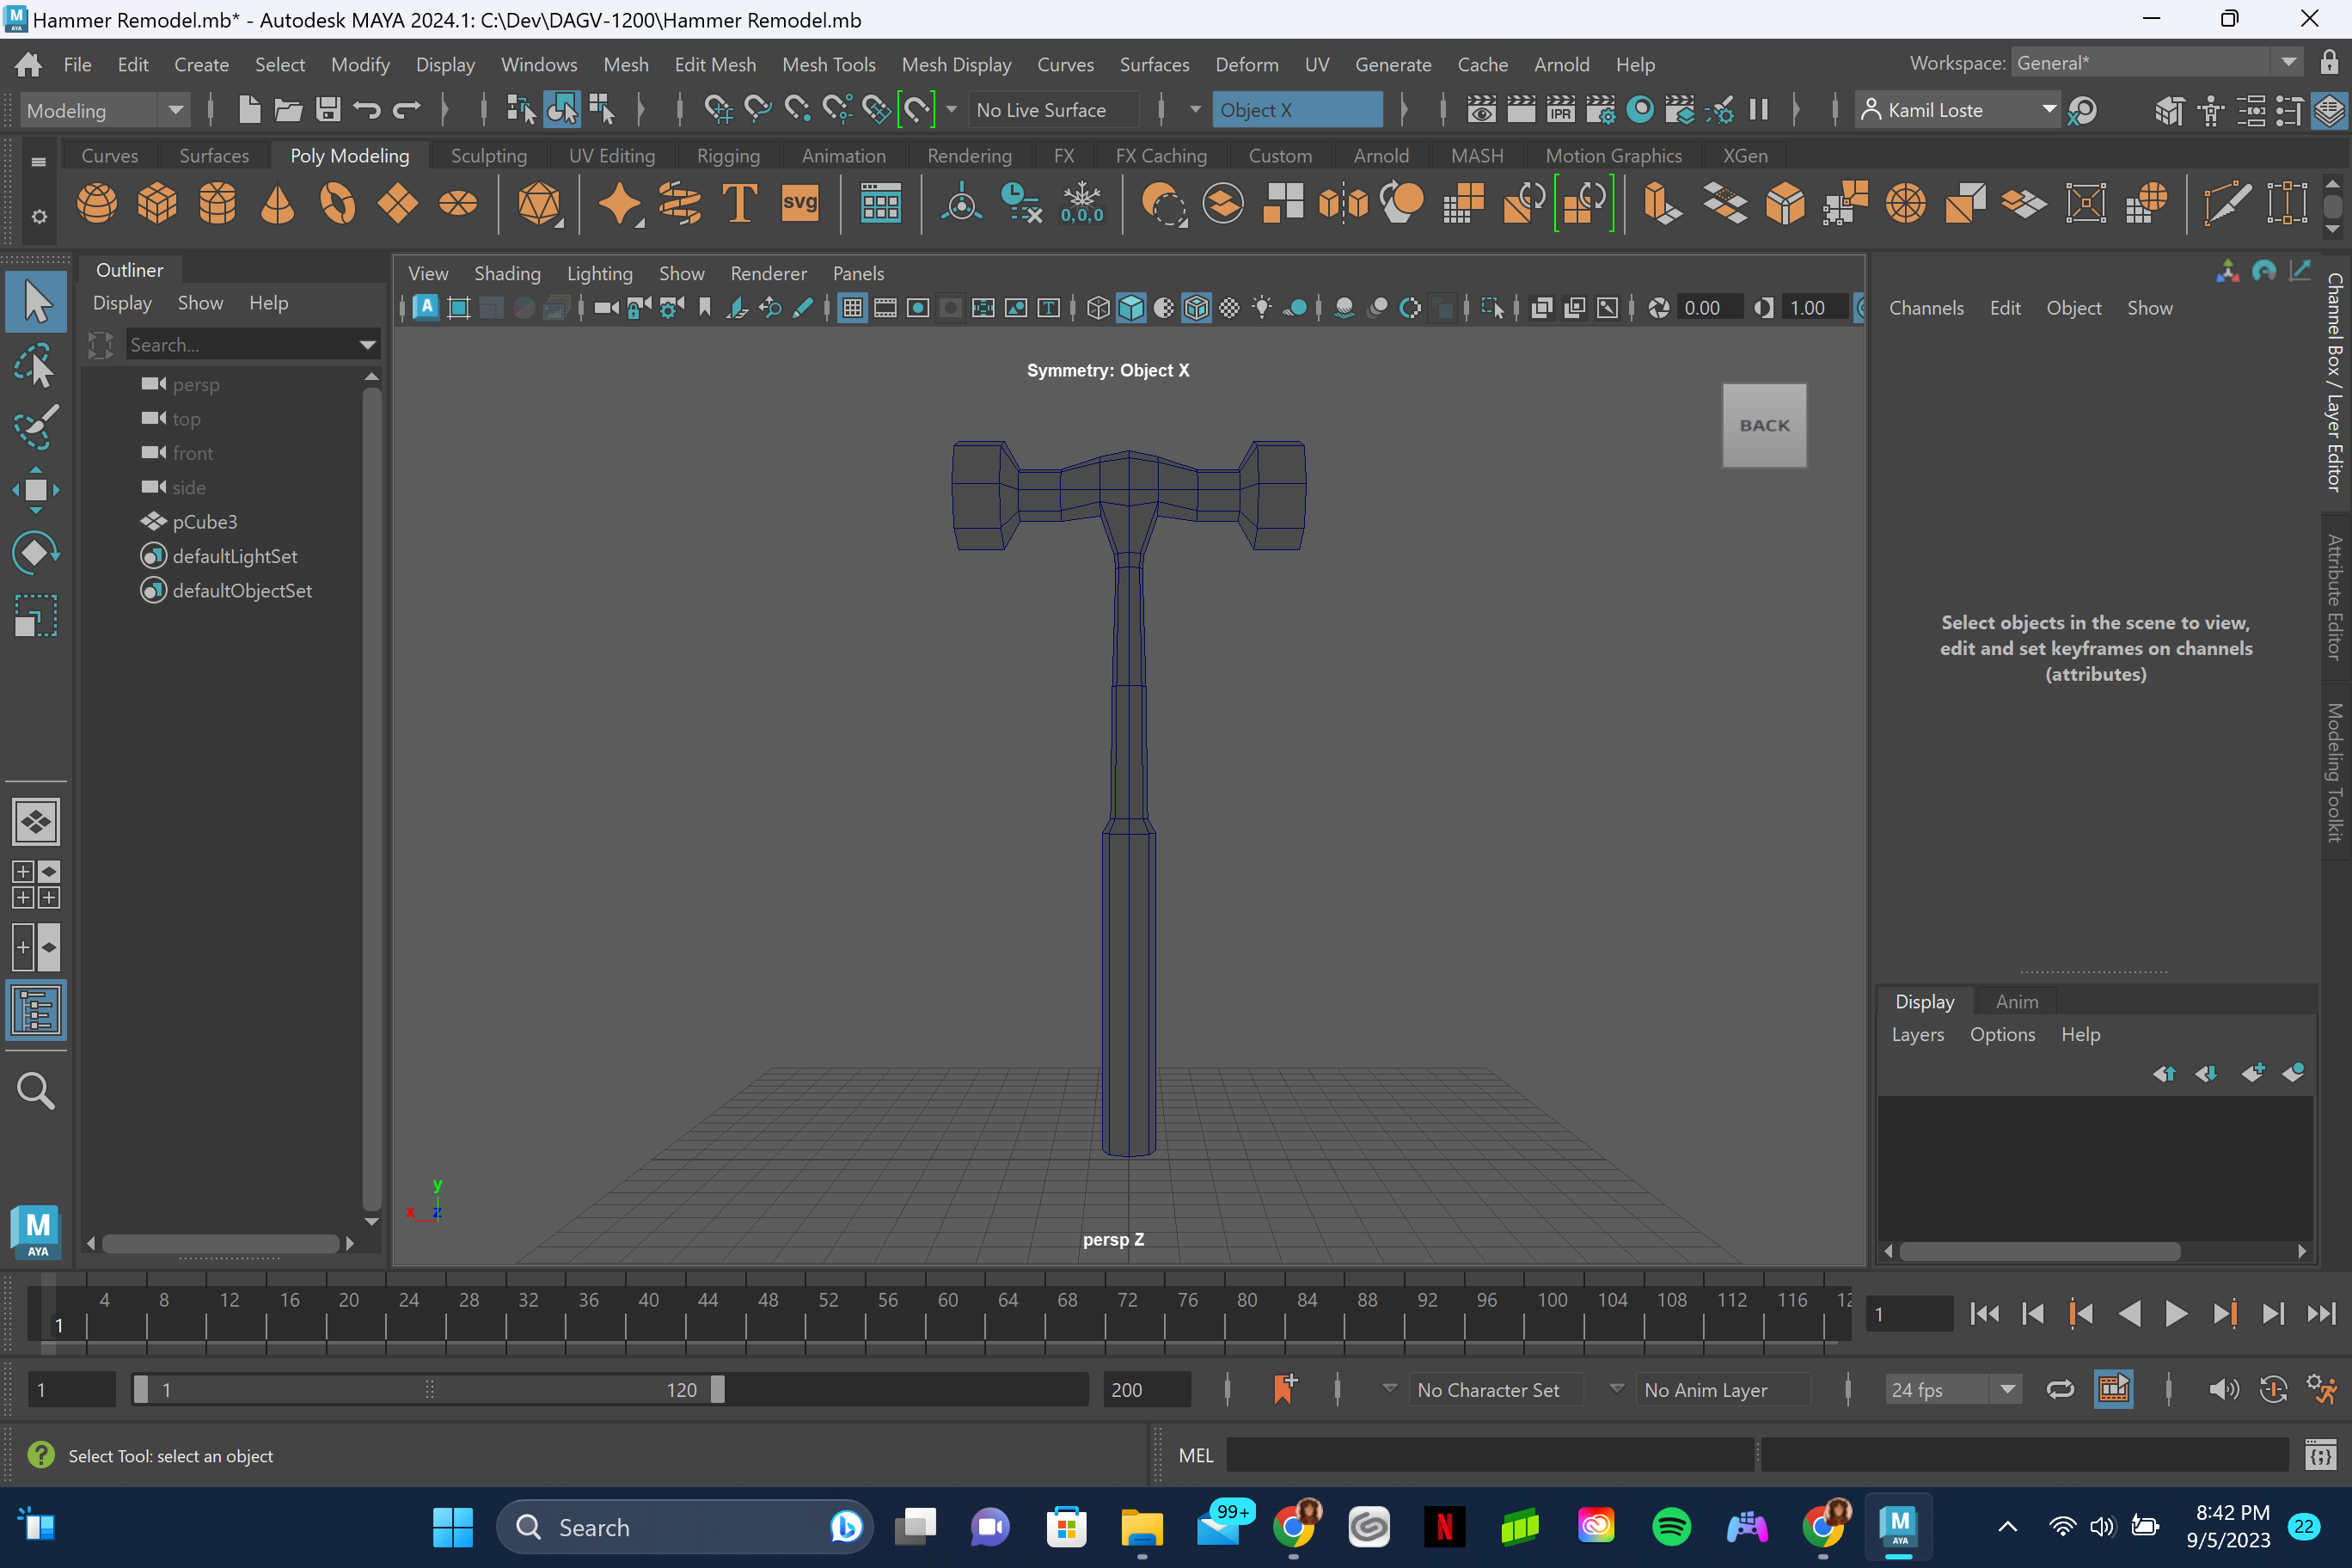 Hammer Remodel.mb* - Autodesk MAYA 2024.1: C:\Dev\DAGV-1200\Hammer Remodel.mb
File Edit Create Select Modify Display Windows Mesh Edit Mesh Mesh Tools Mesh Display Curves Surfaces Deform UV Generate Cache Arnold Help Workspace: General*
Modeling No Live Surface Object X IPR Kamil Loste
Curves Surfaces Poly Modeling Sculpting UV Editing Rigging Animation Rendering FX FX Caching Custom Arnold MASH Motion Graphics XGen
T svg 0,0,0
Outliner
Display Show Help
Search...
persp
top
front
side
pCube3
defaultLightSet
defaultObjectSet
View Shading Lighting Show Renderer Panels
0.00 1.00
Symmetry: Object X
BACK
y
x z
persp Z
Channels Edit Object Show
Select objects in the scene to view,
edit and set keyframes on channels
(attributes)
Channel Box / Layer Editor
Attribute Editor
Modeling Toolkit
Display Anim
Layers Options Help
M
AYA
4 8 12 16 20 24 28 32 36 40 44 48 52 56 60 64 68 72 76 80 84 88 92 96 100 104 108 112 116 12
1
1
1 1 120 200 No Character Set No Anim Layer 24 fps
Select Tool: select an object MEL
Search 99+ N M AYA
8:42 PM
9/5/2023 22